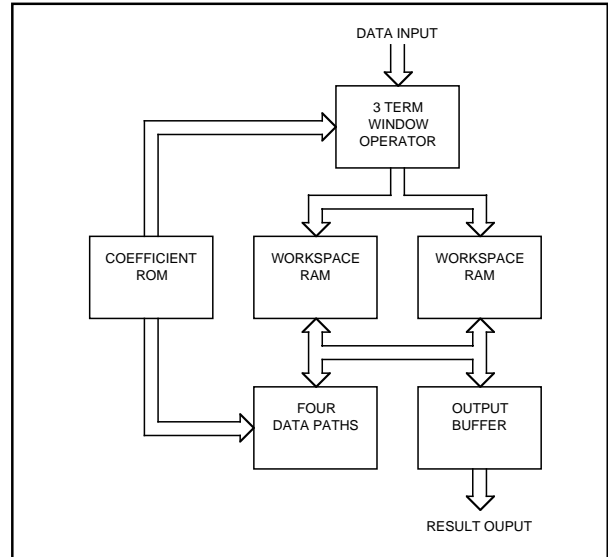 DATA INPUT
3 TERM
WINDOW
OPERATOR
COEFFICIENT
ROM
WORKSPACE
RAM
WORKSPACE
RAM
FOUR
DATA PATHS
OUTPUT
BUFFER
RESULT OUPUT